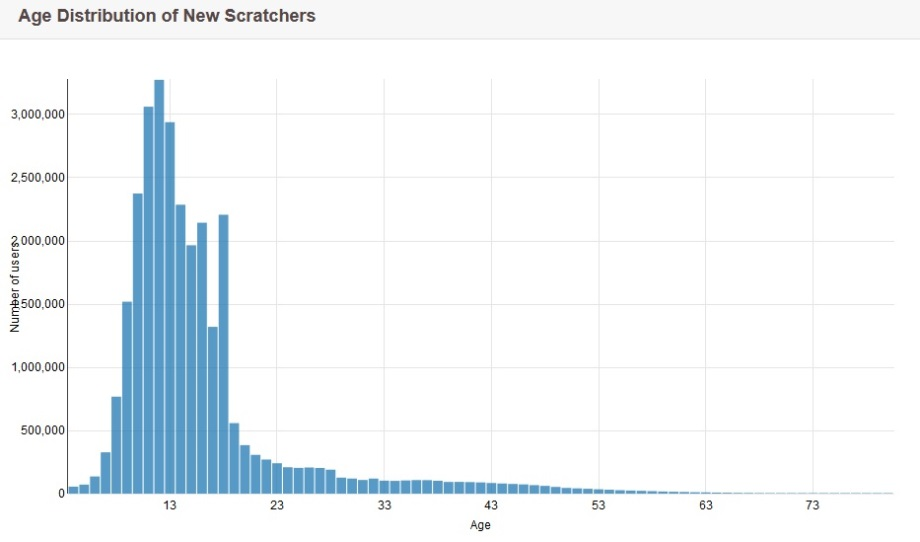 Age Distribution of New Scratchers
3,000,000
2,500,000
2,000,000
1,500,000
1,000,000
500,000
0
Number of users
13 23 33 43 53 63 73
Age